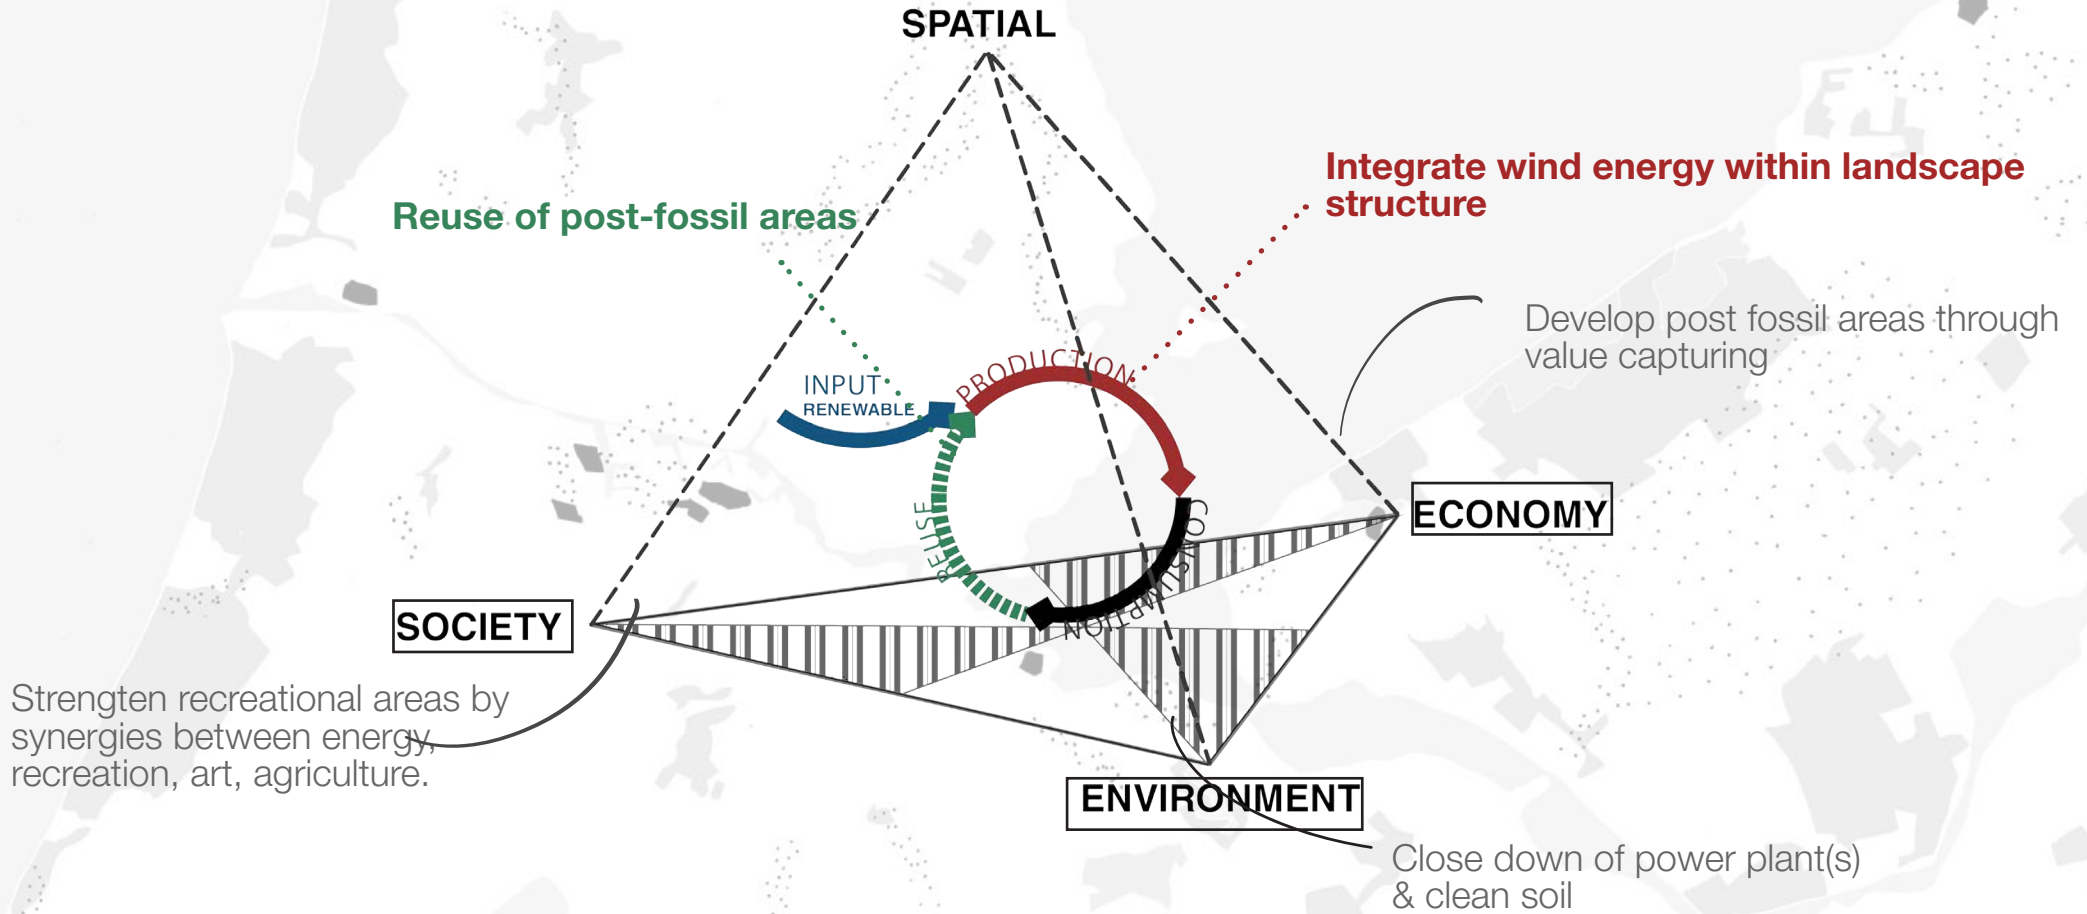 SPATIAL
Integrate wind energy within landscape
structure
Reuse of post-fossil areas
Develop post fossil areas through
value capturing
INPUT
RENEWABLE
PRODUCTION
CONSUMPTION
REUSE
ECONOMY
SOCIETY
Strengten recreational areas by
synergies between energy,
recreation, art, agriculture.
ENVIRONMENT
Close down of power plant(s)
& clean soil